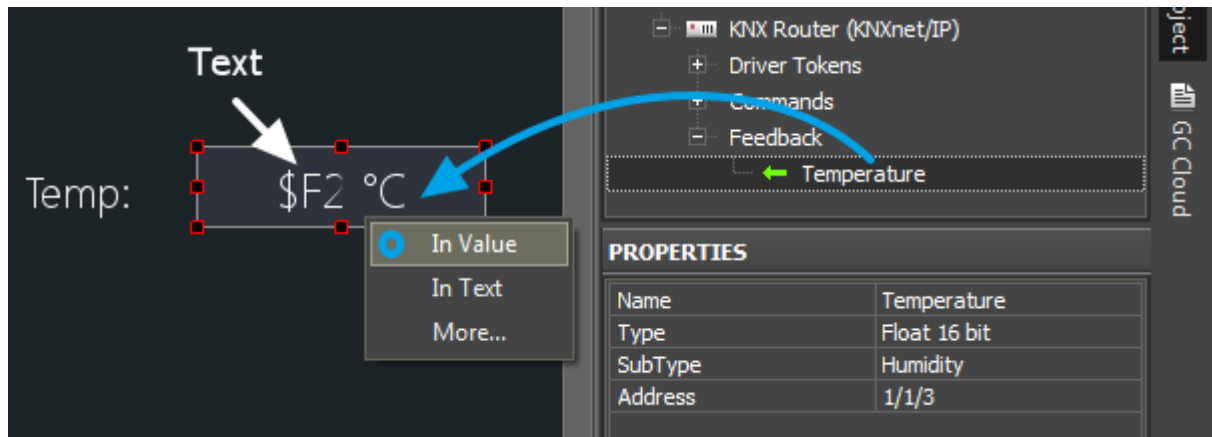 Text
Temp:
$F2 °C
In Value
In Text
More...
KNX Router (KNXnet/IP)
Driver Tokens
Commands
Feedback
Temperature
PROPERTIES
Name Temperature
Type Float 16 bit
SubType Humidity
Address 1/1/3
GC Cloud